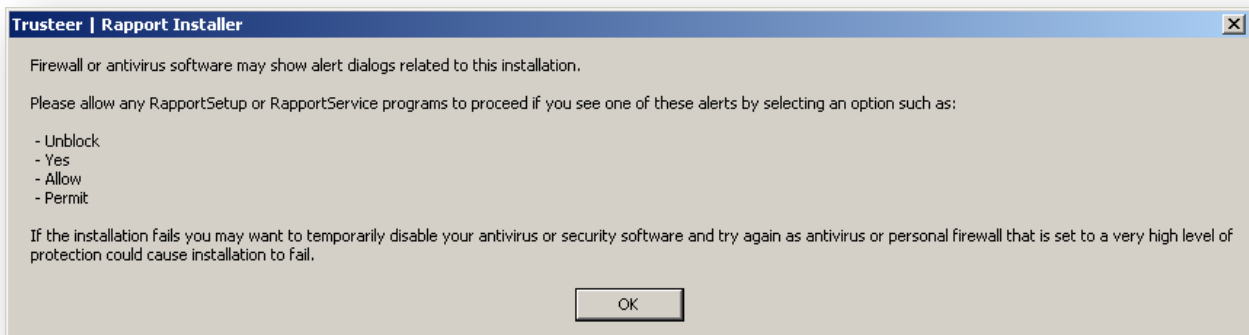 Trusteer | Rapport Installer
Firewall or antivirus software may show alert dialogs related to this installation.
Please allow any RapportSetup or RapportService programs to proceed if you see one of these alerts by selecting an option such as:
- Unblock
- Yes
- Allow
- Permit
If the installation fails you may want to temporarily disable your antivirus or security software and try again as antivirus or personal firewall that is set to a very high level of
protection could cause installation to fail.
OK